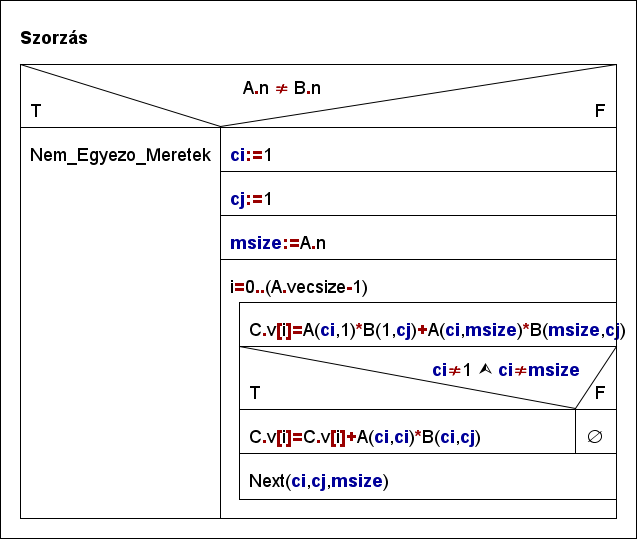 Szorzás
A.n ≠ B.n
T
F
Nem_Egyezo_Meretek
ci:=1
cj:=1
msize:=A.n
i=0..(A.vecsize-1)
C.v[i]=A(ci,1)*B(1,cj)+A(ci,msize)*B(msize,cj)
ci≠1 ⋏ ci≠msize
T
F
C.v[i]=C.v[i]+A(ci,ci)*B(ci,cj)
∅
Next(ci,cj,msize)